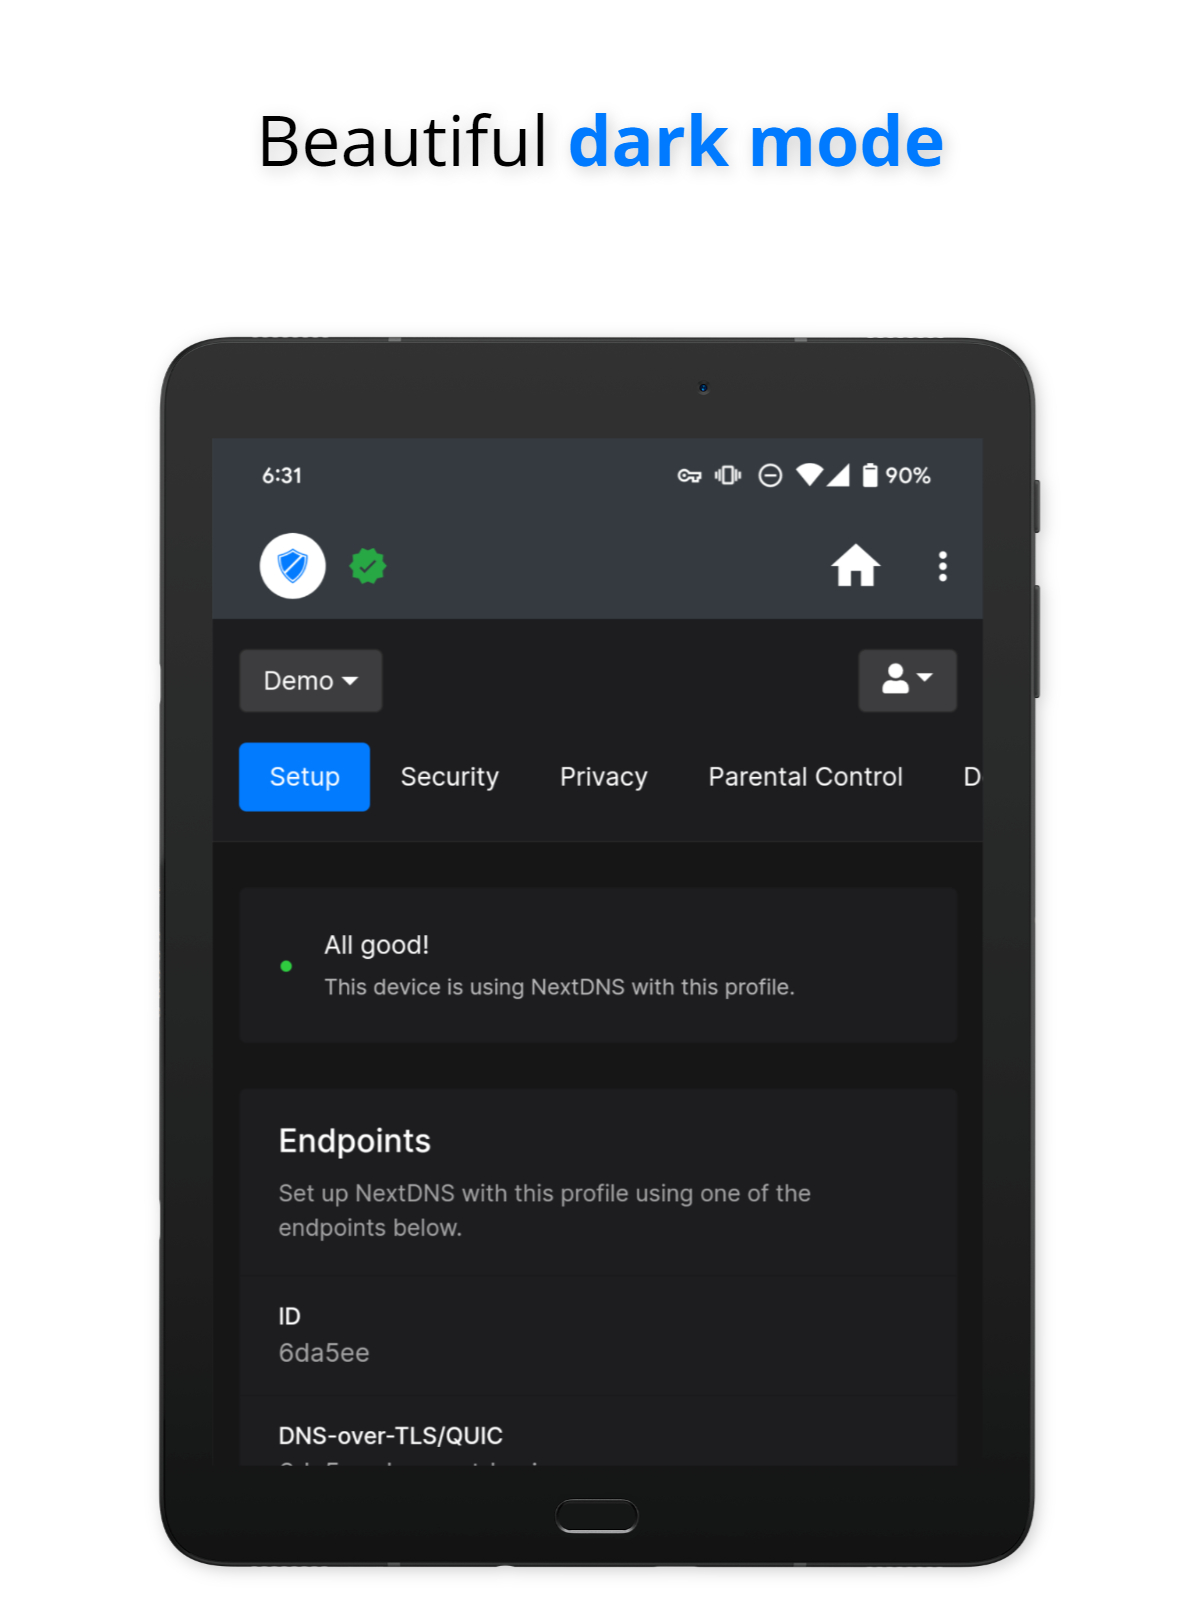 Beautiful dark mode
6:31
90%
Demo
Setup Security Privacy Parental Control D
All good!
This device is using NextDNS with this profile.
Endpoints
Set up NextDNS with this profile using one of the
endpoints below.
ID
6da5ee
DNS-over-TLS/QUIC